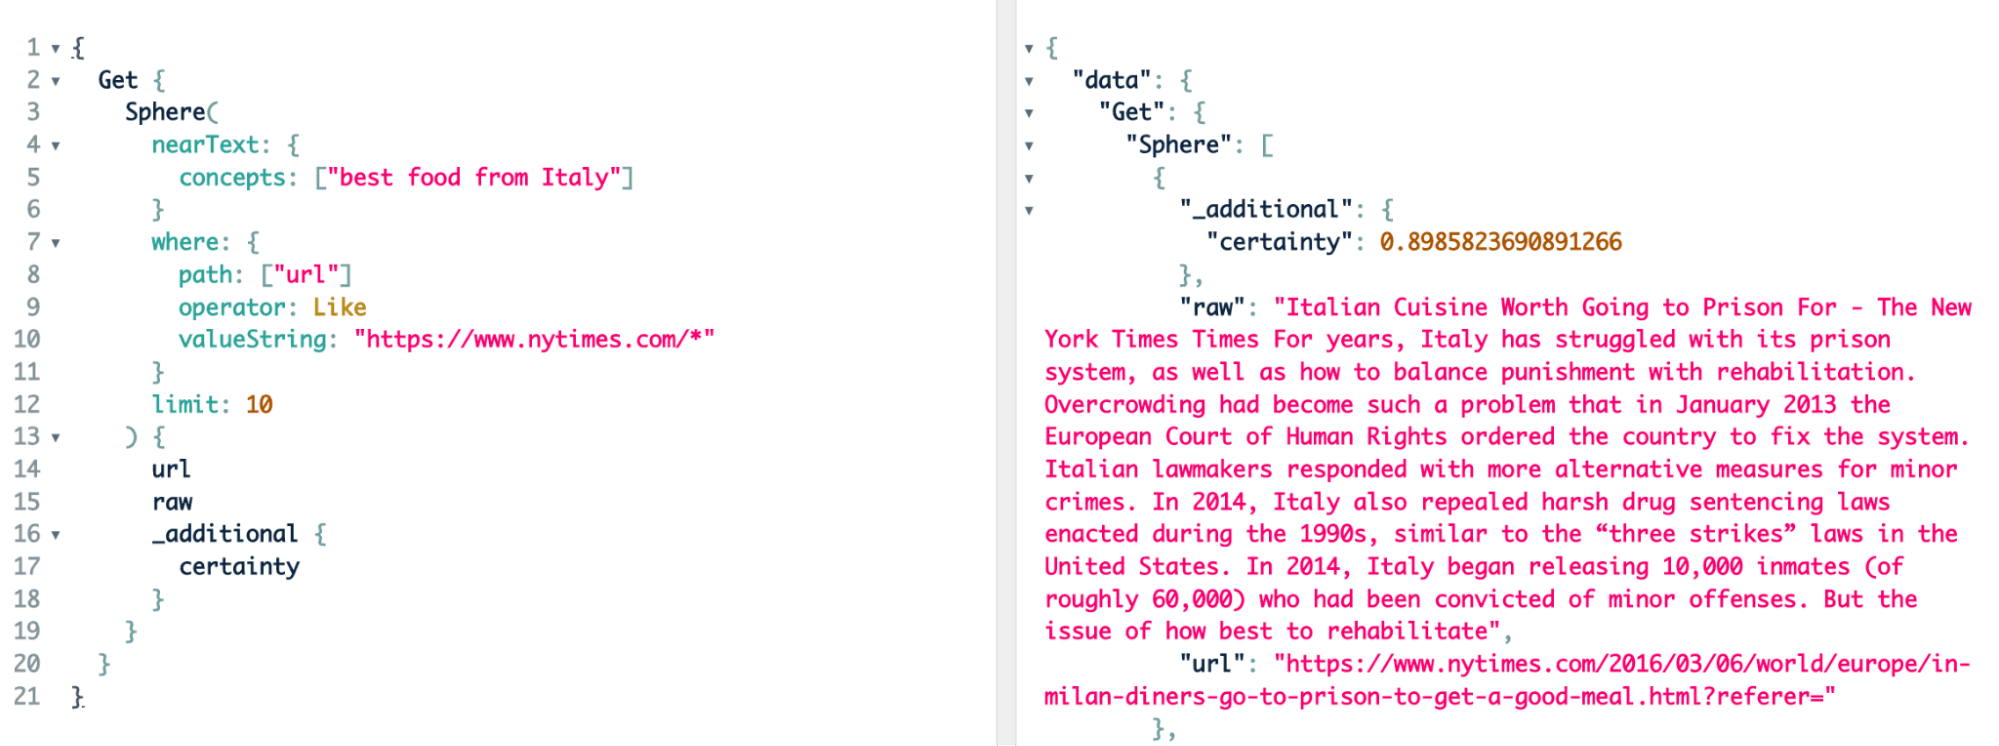 1 ▾ {
2 ▾ Get {
3 Sphere(
4 ▾ nearText: {
5 concepts: ["best food from Italy"]
6 }
7 ▾ where: {
8 path: ["url"]
9 operator: Like
10 valueString: "https://www.nytimes.com/*"
11 }
12 limit: 10
13 ▾ ) {
14 url
15 raw
16 ▾ _additional {
17 certainty
18 }
19 }
20 }
21 }
▾ {
▾ "data": {
▾ "Get": {
▾ "Sphere": [
▾ {
▾ "_additional": {
"certainty": 0.8985823690891266
},
"raw": "Italian Cuisine Worth Going to Prison For - The New
York Times Times For years, Italy has struggled with its prison
system, as well as how to balance punishment with rehabilitation.
Overcrowding had become such a problem that in January 2013 the
European Court of Human Rights ordered the country to fix the system.
Italian lawmakers responded with more alternative measures for minor
crimes. In 2014, Italy also repealed harsh drug sentencing laws
enacted during the 1990s, similar to the “three strikes” laws in the
United States. In 2014, Italy began releasing 10,000 inmates (of
roughly 60,000) who had been convicted of minor offenses. But the
issue of how best to rehabilitate",
"url": "https://www.nytimes.com/2016/03/06/world/europe/in-
milan-diners-go-to-prison-to-get-a-good-meal.html?referer="
},